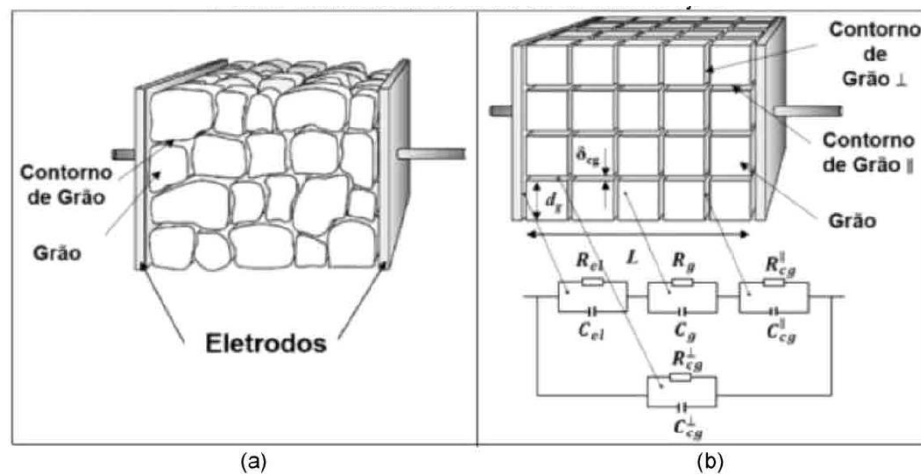 (a)
Contorno
de Grão
Grão
Eletrodos
(b)
Contorno
de
Grão ⊥
Contorno
de Grão ∥
Grão
δcg
dg
L
Rel
Rg
R∥cg
Cel
Cg
C∥cg
R⊥cg
C⊥cg
(a)
(b)